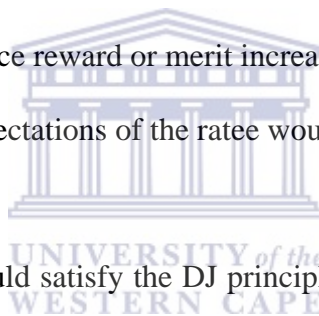 ce reward or merit increa
ectations of the ratee wou
UNIVERSITY of the
ld satisfy the DJ princip
WESTERN CAPE